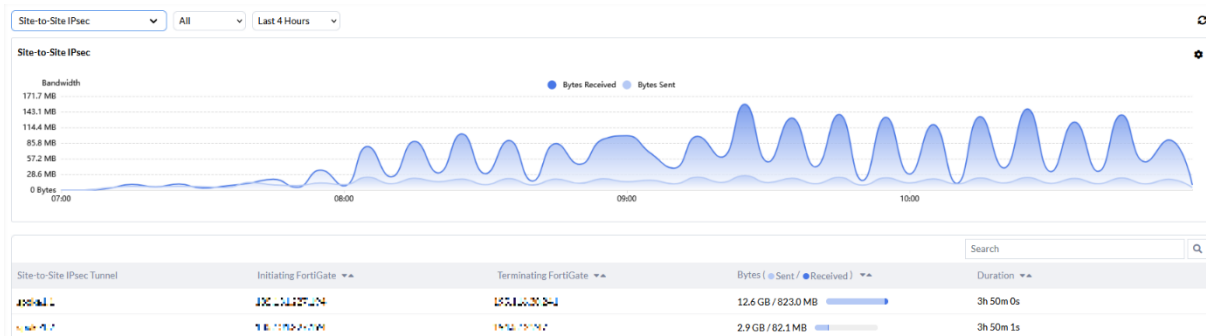 Site-to-Site IPsec All Last 4 Hours
Site-to-Site IPsec
Bandwidth
Bytes Received Bytes Sent
171.7 MB
143.1 MB
114.4 MB
85.8 MB
57.2 MB
28.6 MB
0 Bytes
07:00 08:00 09:00 10:00
Search
Site-to-Site IPsec Tunnel Initiating FortiGate Terminating FortiGate Bytes ( Sent / Received ) Duration
12.6 GB / 823.0 MB 3h 50m 0s
2.9 GB / 82.1 MB 3h 50m 1s